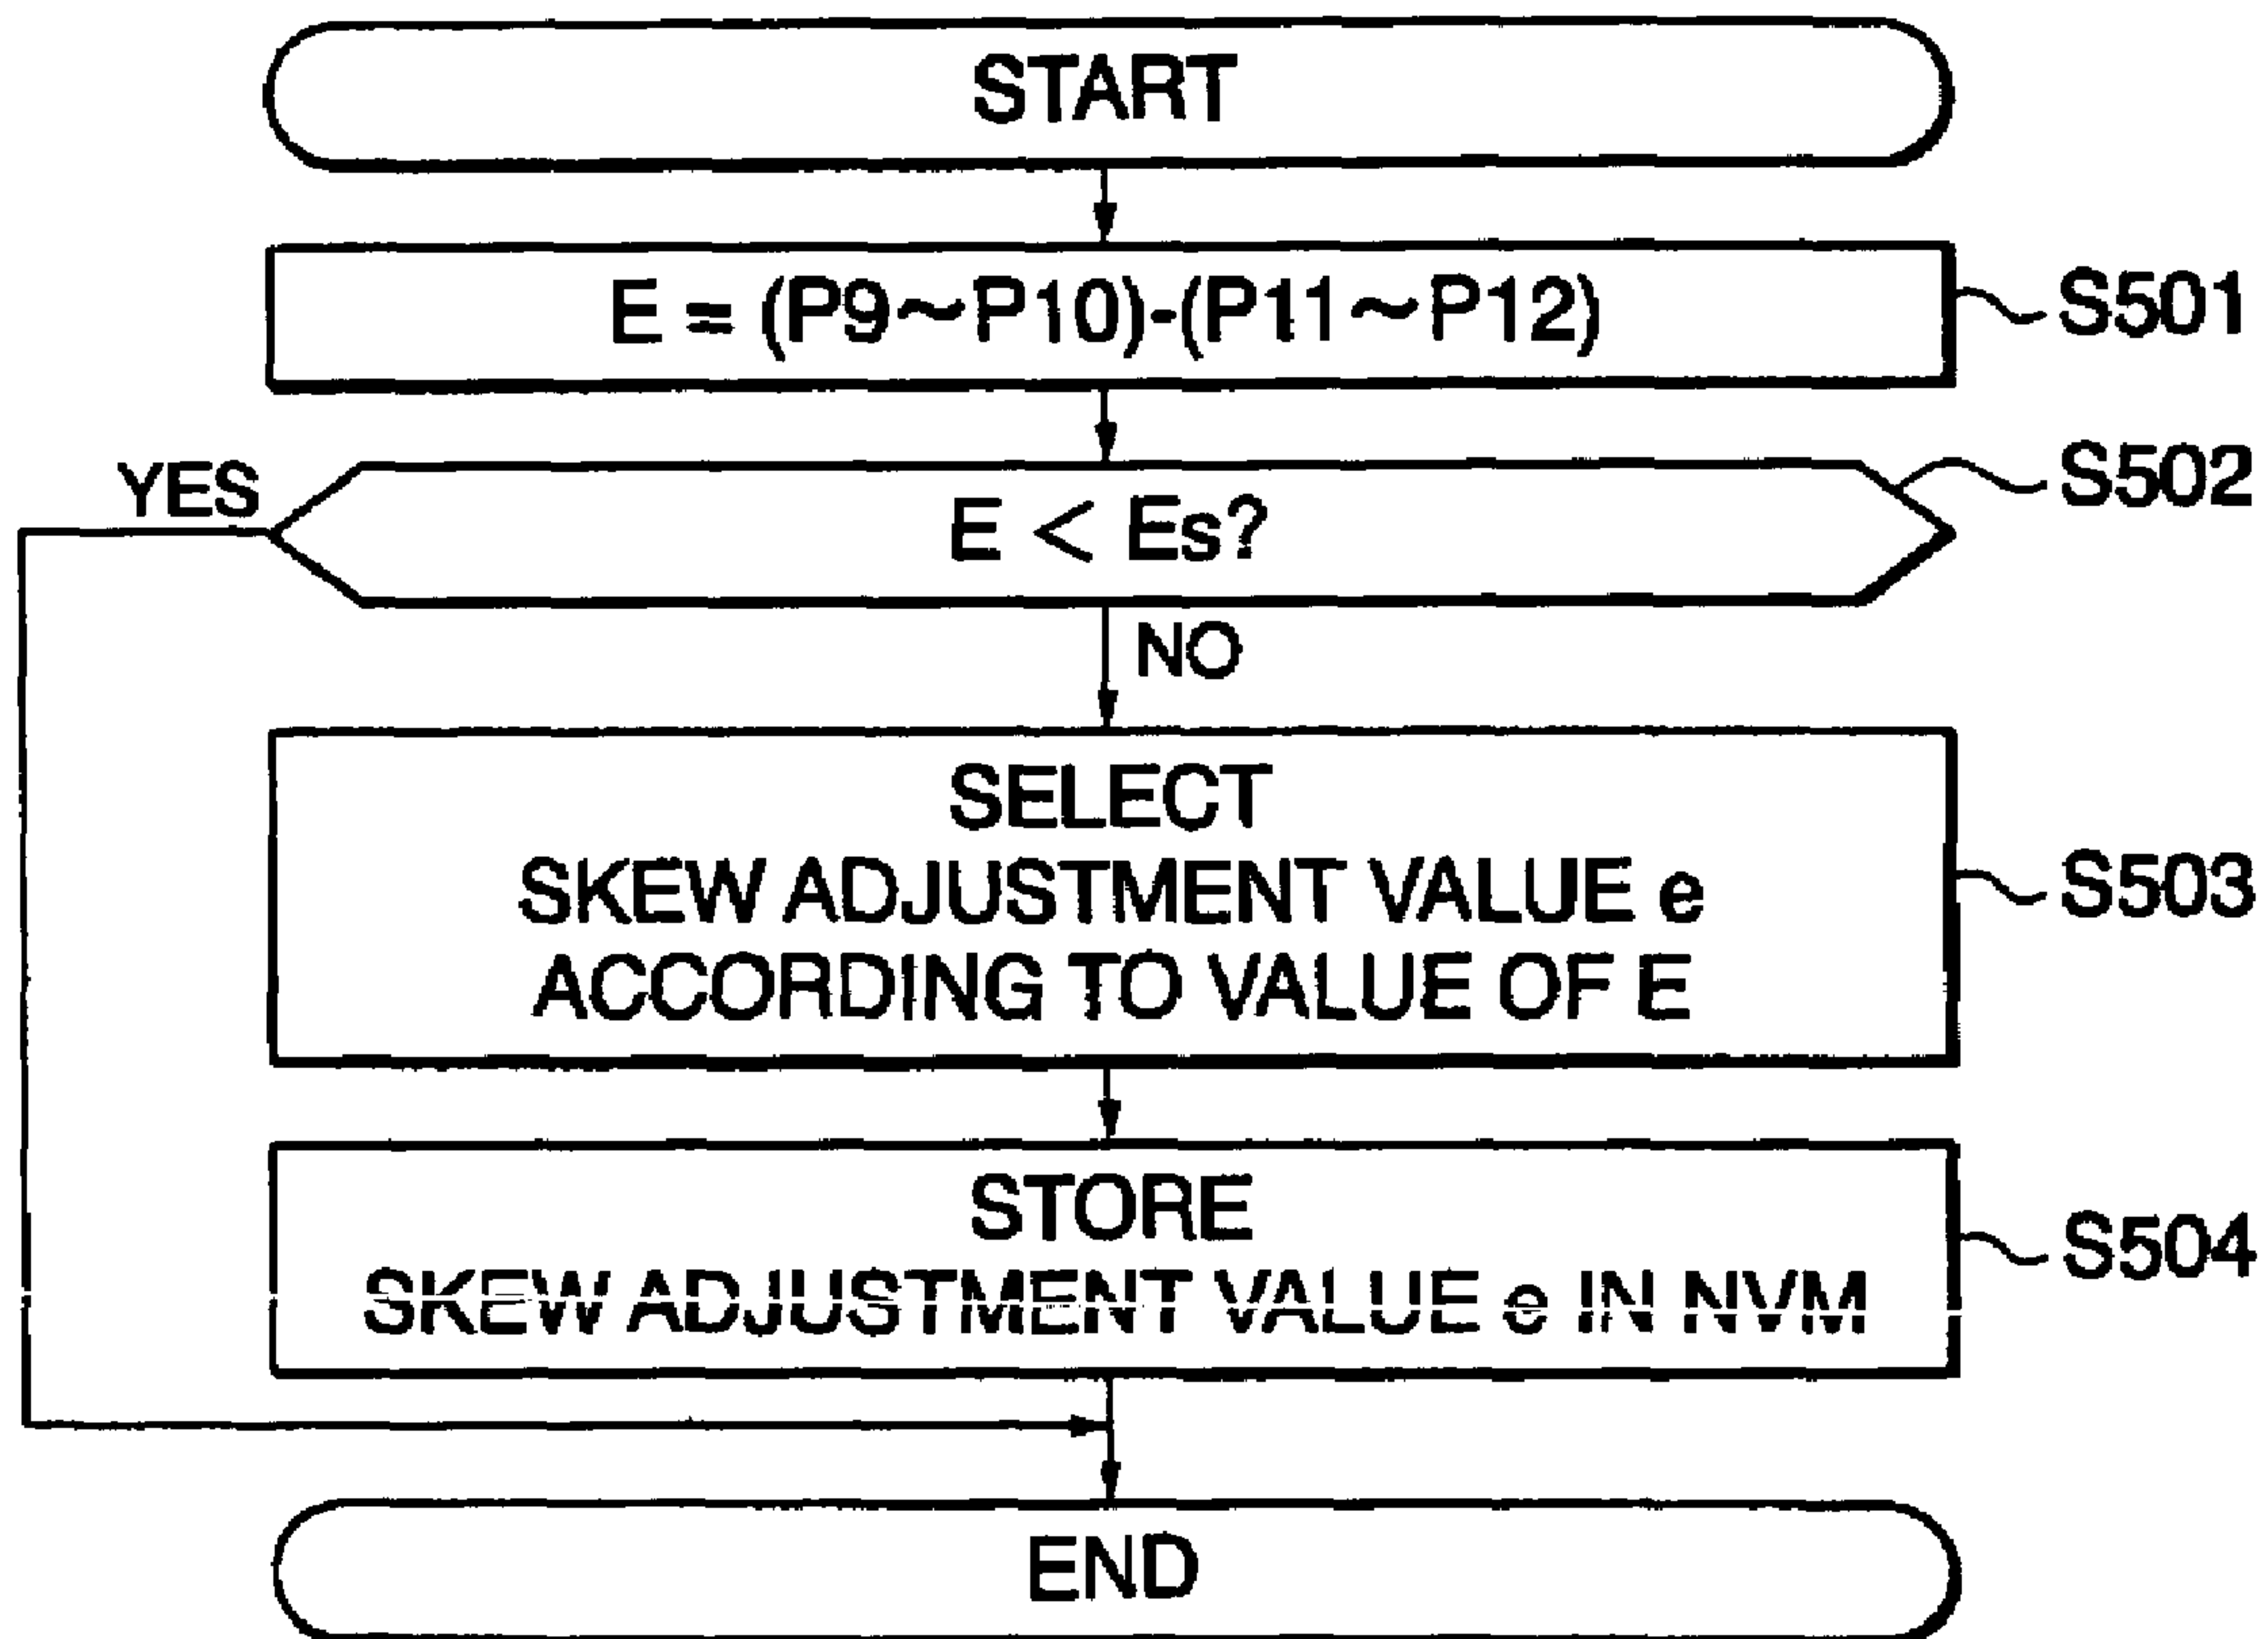 START
E = (P9~P10)-(P11~P12)
S501
YES
E < Es?
S502
NO
SELECT
SKEW ADJUSTMENT VALUE e
ACCORDING TO VALUE OF E
S503
STORE
SKEW ADJUSTMENT VALUE e IN NVM
S504
END